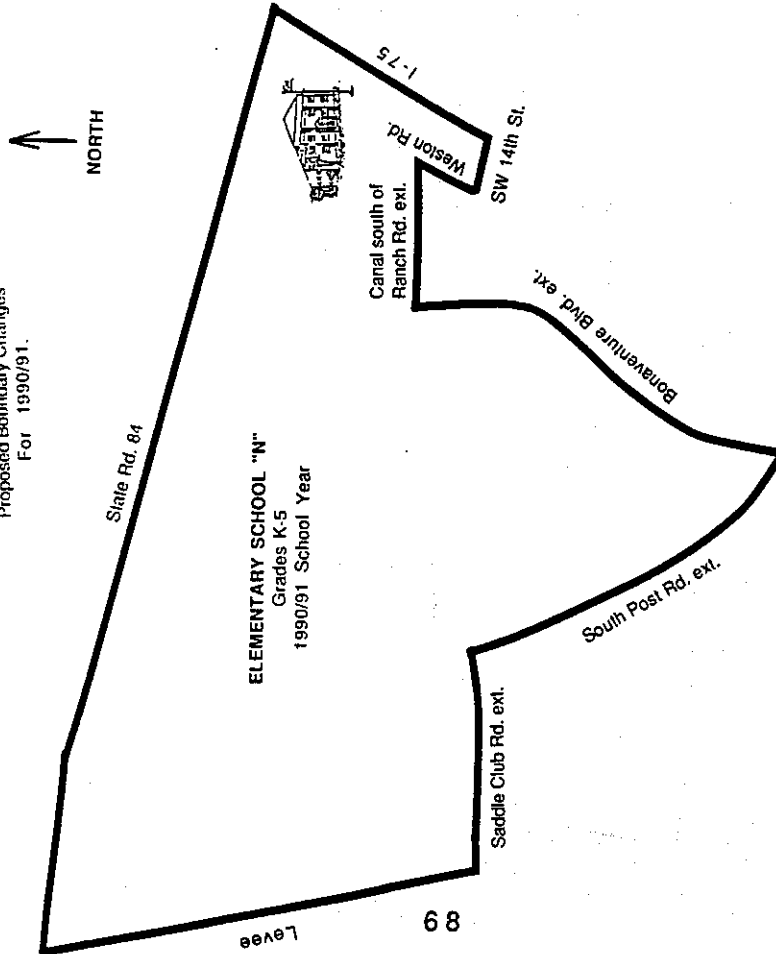 Proposed Boundary Changes
For 1990/91.
NORTH
State Rd. 84
I-75
Weston Rd.
SW 14th St.
Canal south of
Ranch Rd. ext.
Bonaventure Blvd. ext.
ELEMENTARY SCHOOL "N"
Grades K-5
1990/91 School Year
South Post Rd. ext.
Saddle Club Rd. ext.
Levee
68